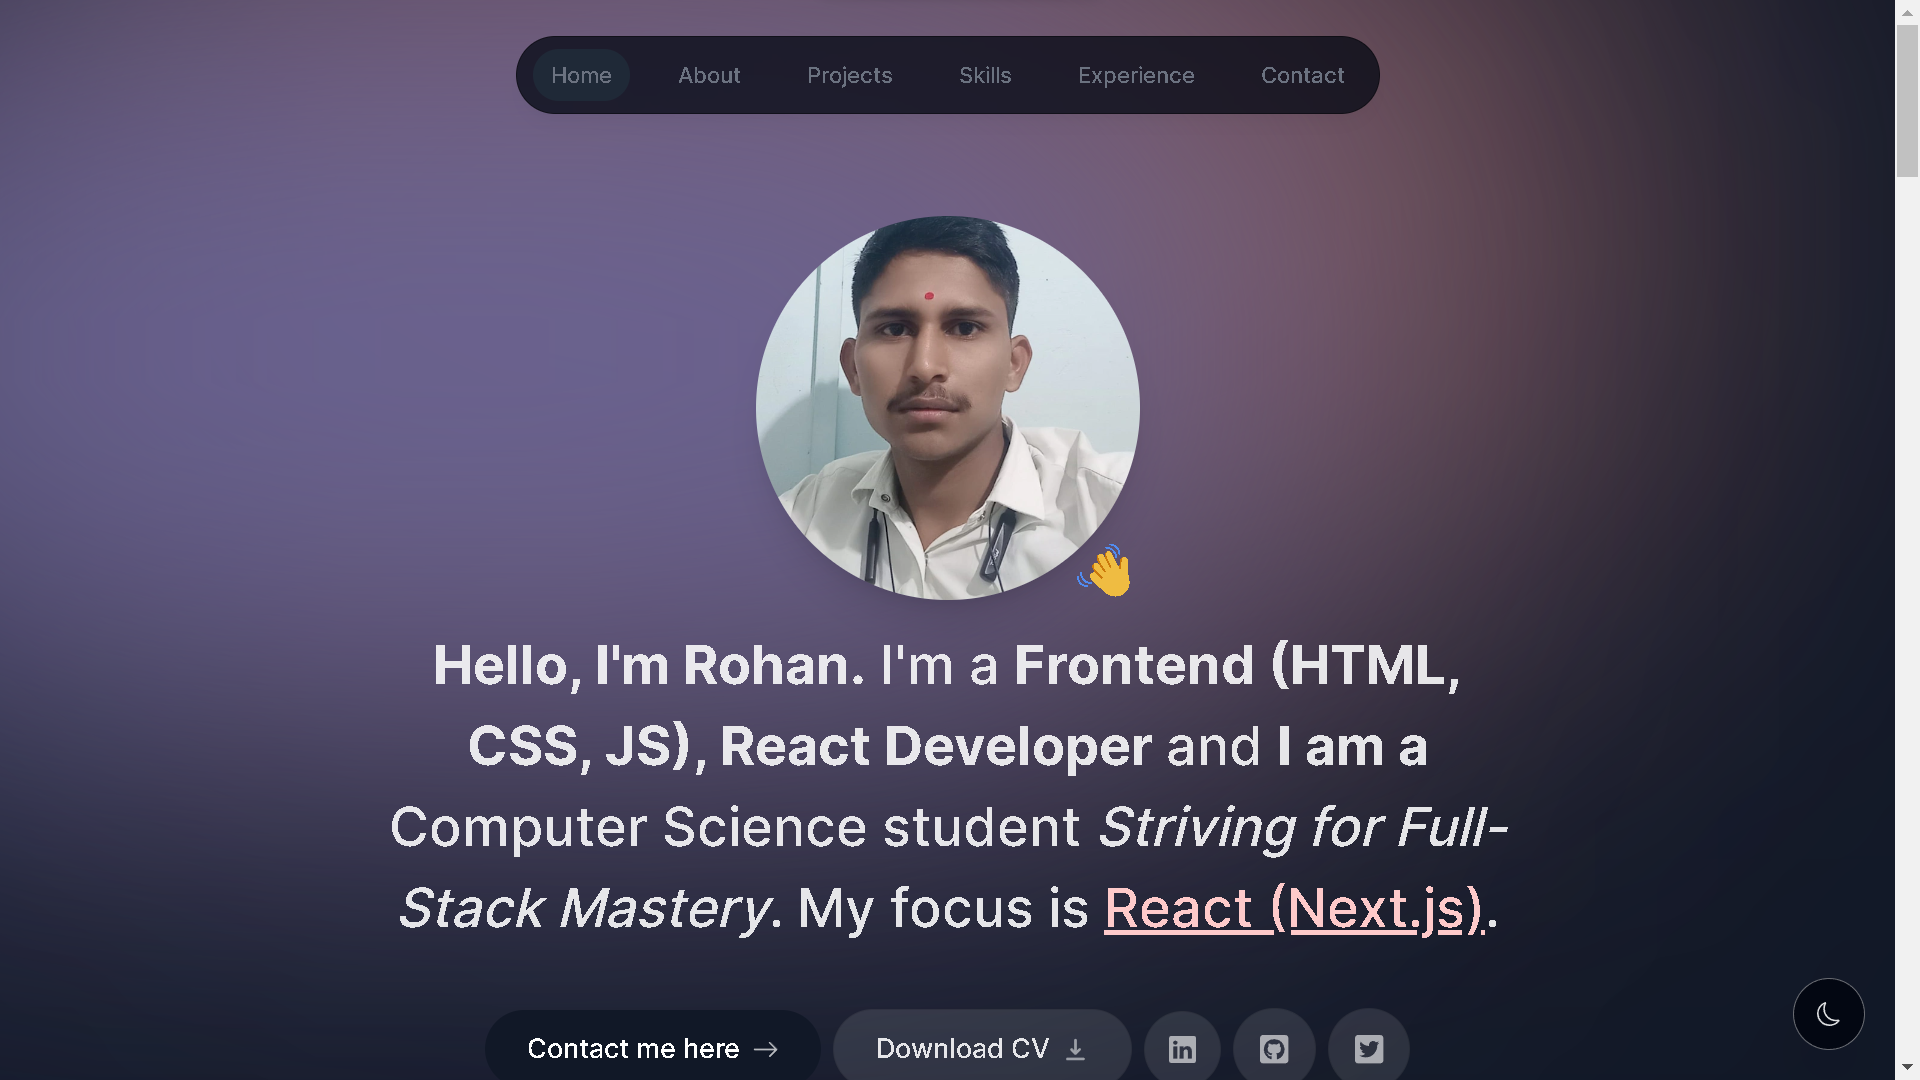 Home About Projects Skills Experience Contact
Hello, I'm Rohan. I'm a Frontend (HTML,
CSS, JS), React Developer and I am a
Computer Science student Striving for Full-
Stack Mastery. My focus is React (Next.js).
Contact me here Download CV